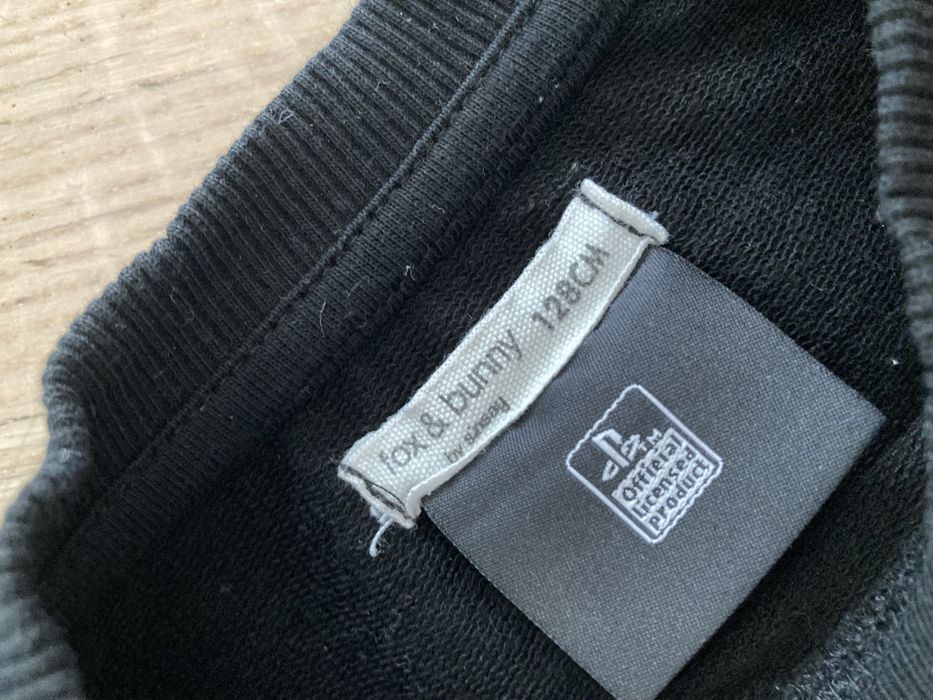 fox & bunny 128CM
by sinsay
Official
licensed
product